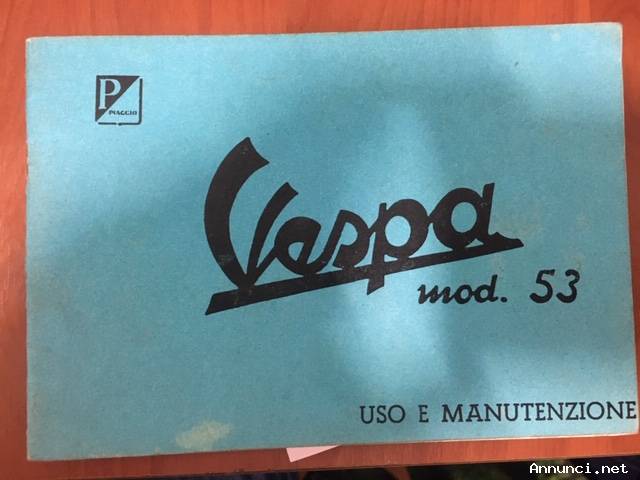 P
PIAGGIO
Vespa
mod. 53
USO E MANUTENZIONE
Annunci.net